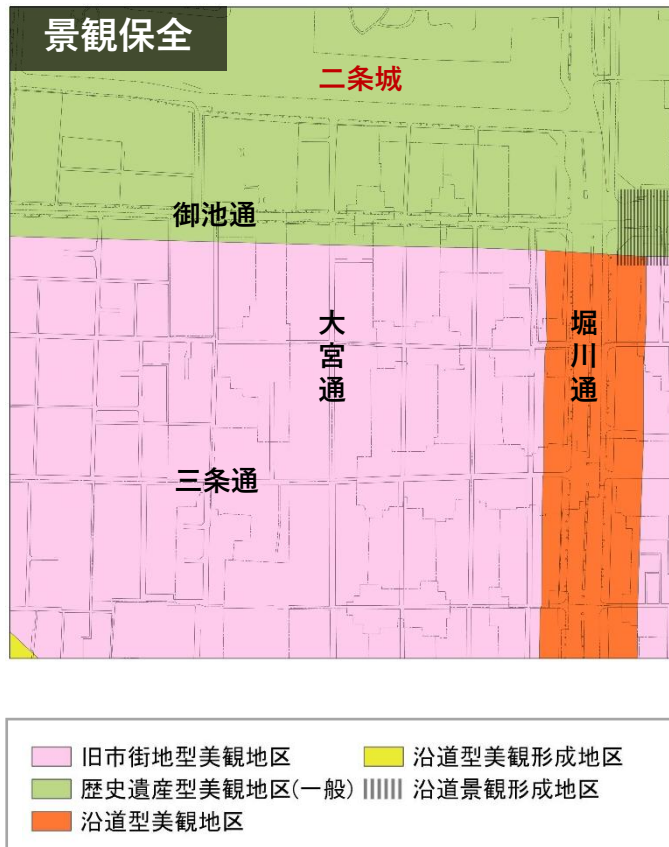 景観保全
二条城
御池通
大宮通
堀川通
三条通
旧市街地型美観地区
歴史遺産型美観地区(一般)
沿道型美観地区
沿道型美観形成地区
沿道景観形成地区